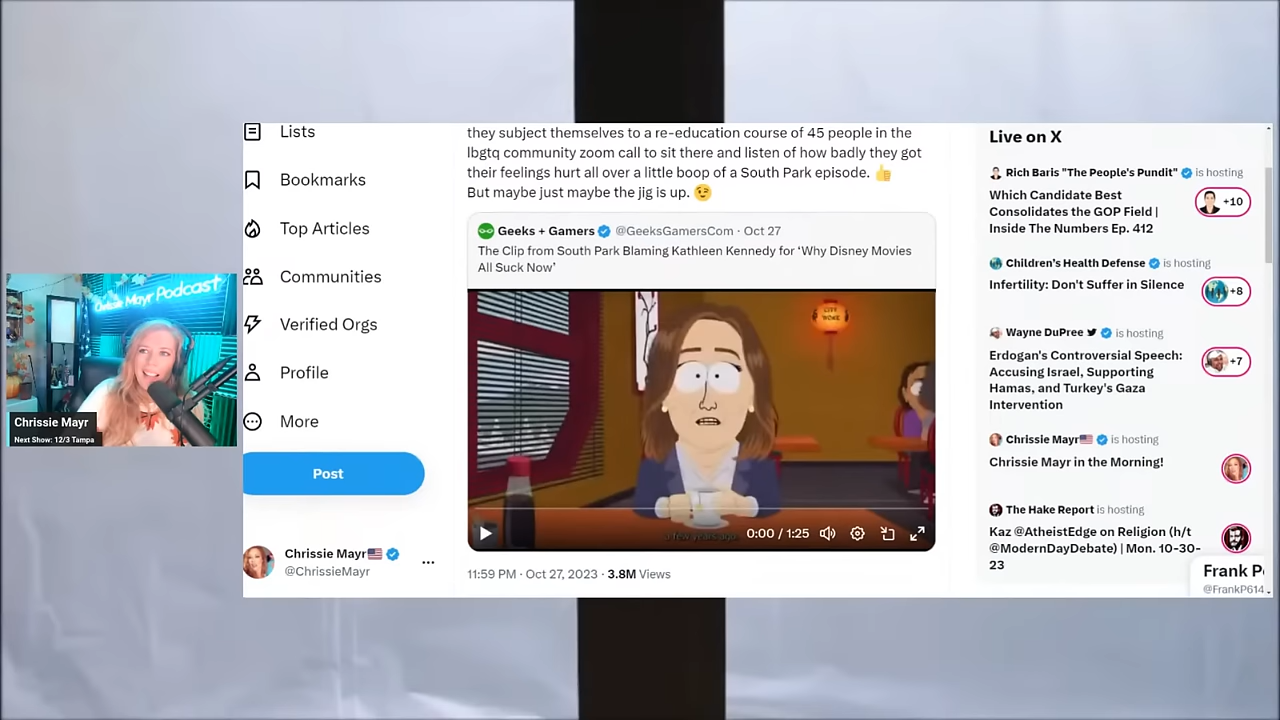 Lists
Bookmarks
Top Articles
Communities
Verified Orgs
Profile
More
Post
Chrissie Mayr🇺🇸
@ChrissieMayr
they subject themselves to a re-education course of 45 people in the
lbgtq community zoom call to sit there and listen of how badly they got
their feelings hurt all over a little boop of a South Park episode. 👍
But maybe just maybe the jig is up. 😉
Geeks + Gamers @GeeksGamersCom · Oct 27
The Clip from South Park Blaming Kathleen Kennedy for ‘Why Disney Movies
All Suck Now’
a few years ago
0:00 / 1:25
11:59 PM · Oct 27, 2023 · 3.8M Views
Live on X
Rich Baris "The People's Pundit" is hosting
Which Candidate Best
Consolidates the GOP Field |
Inside The Numbers Ep. 412
+10
Children's Health Defense is hosting
Infertility: Don't Suffer in Silence
+8
Wayne DuPree is hosting
Erdogan's Controversial Speech:
Accusing Israel, Supporting
Hamas, and Turkey's Gaza
Intervention
+7
Chrissie Mayr🇺🇸 is hosting
Chrissie Mayr in the Morning!
The Hake Report is hosting
Kaz @AtheistEdge on Religion (h/t
@ModernDayDebate) | Mon. 10-30-
23
Frank P
@FrankP614
Chrissie Mayr Podcast
Chrissie Mayr
Next Show: 12/3 Tampa